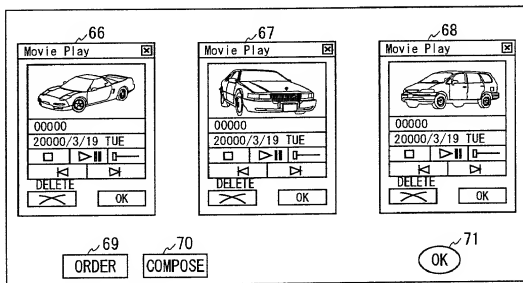 66 67 68
Movie Play Movie Play Movie Play
00000 00000 00000
20000/3/19 TUE 20000/3/19 TUE 20000/3/19 TUE
DELETE DELETE DELETE
OK OK OK
69 70 71
ORDER COMPOSE OK